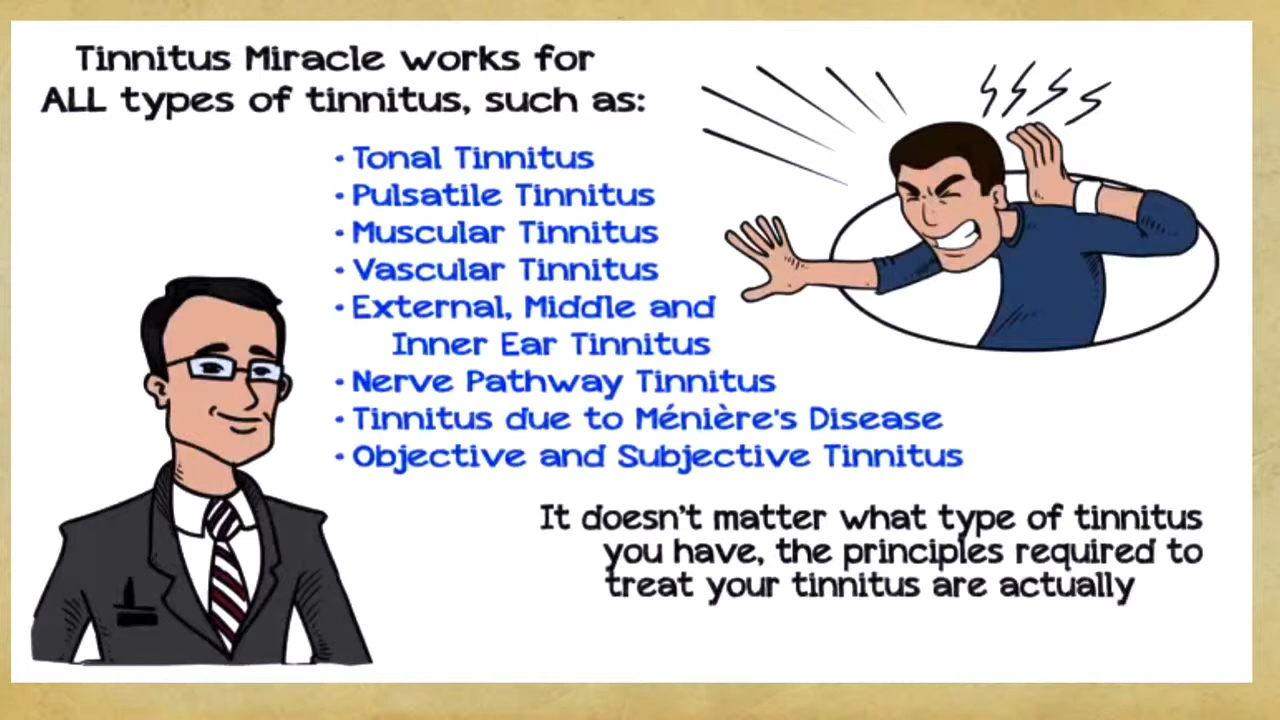 Tinnitus Miracle works for
ALL types of tinnitus, such as:
• Tonal Tinnitus
• Pulsatile Tinnitus
• Muscular Tinnitus
• Vascular Tinnitus
• External, Middle and
Inner Ear Tinnitus
• Nerve Pathway Tinnitus
• Tinnitus due to Ménière's Disease
• Objective and Subjective Tinnitus
It doesn't matter what type of tinnitus
you have, the principles required to
treat your tinnitus are actually